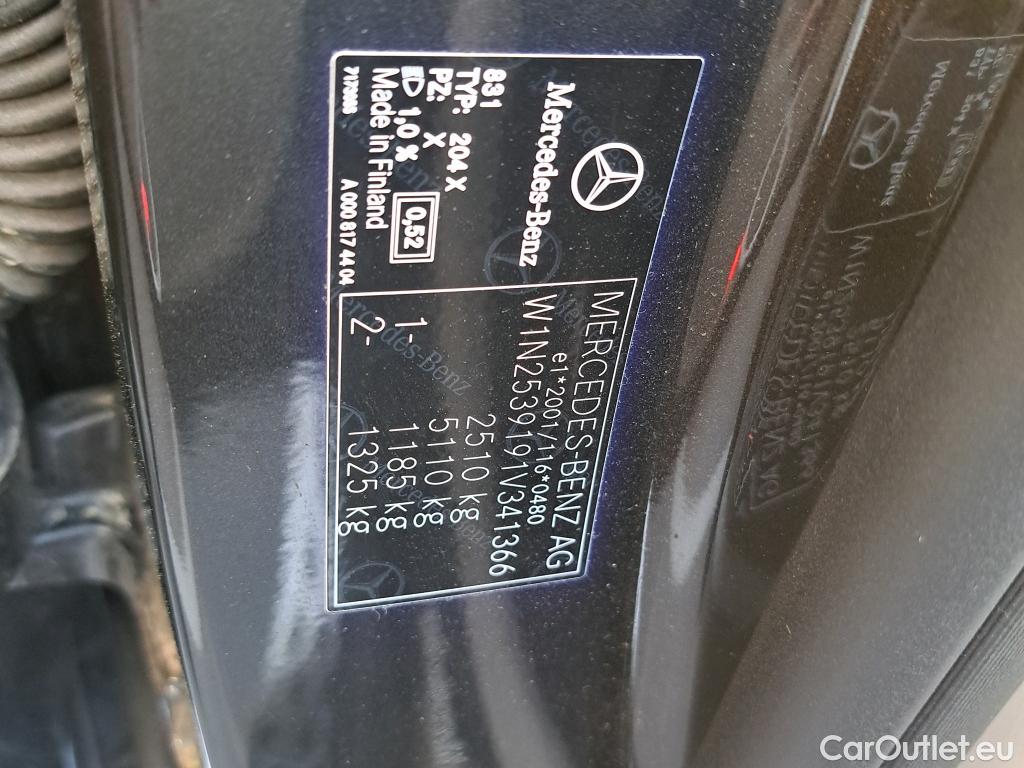 Mercedes-Benz
831
TYP: 204 X
PZ: X
1,0 %
0,52
Made in Finland
7179086
A 000 817 44 04
MERCEDES-BENZ AG
e1*2001/116*0480
W1N2539191V341366
2510 kg
5110 kg
1- 1185 kg
2- 1325 kg
CarOutlet.eu